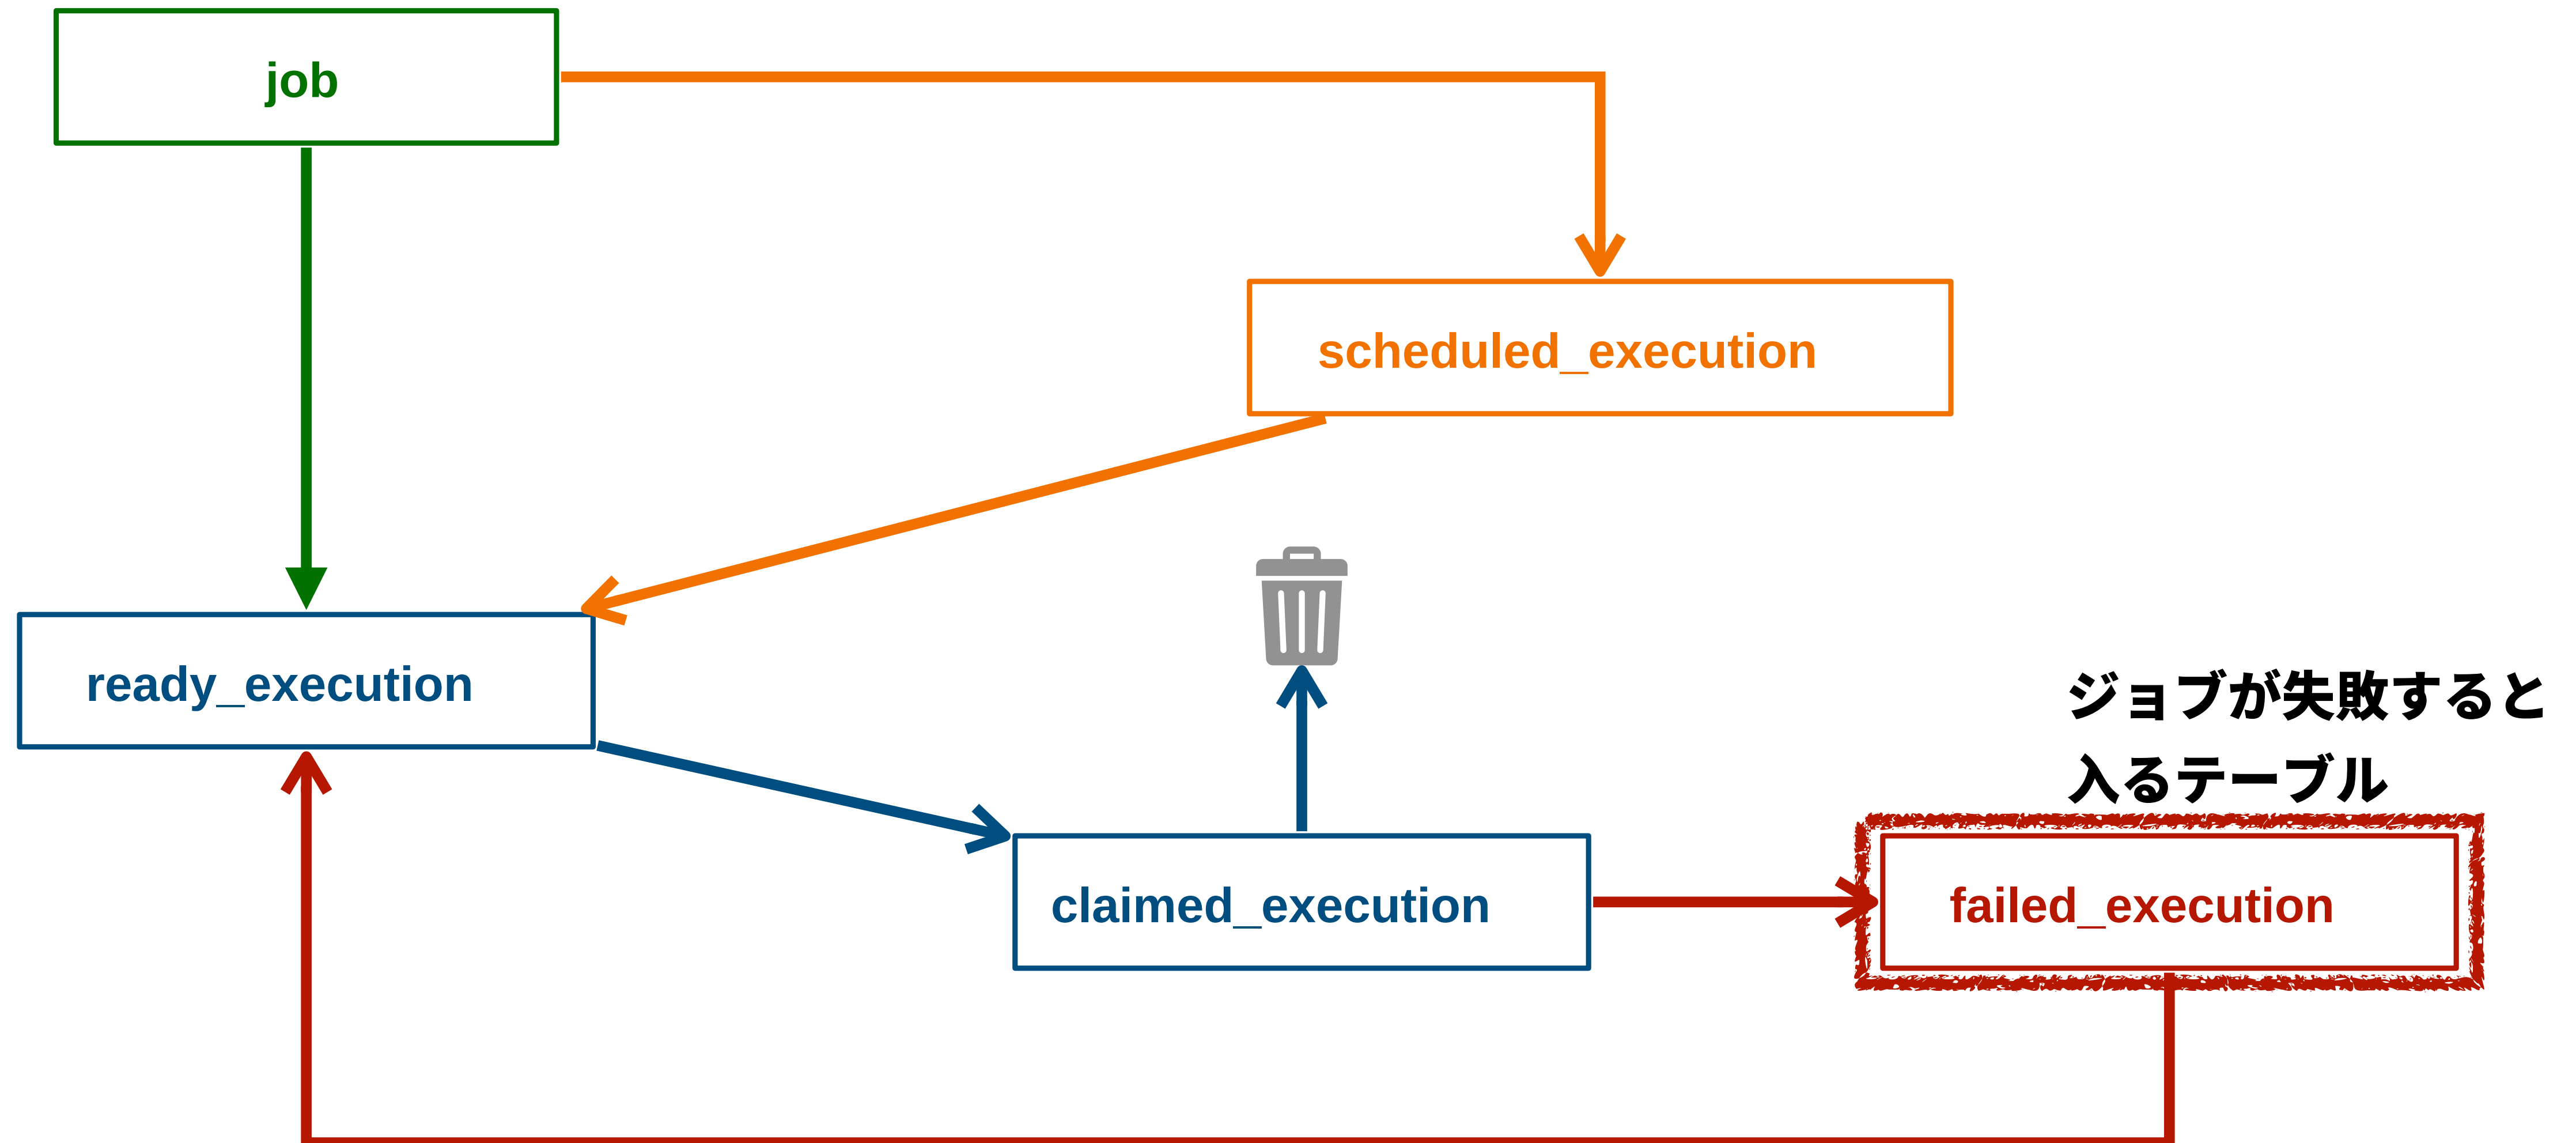 job
scheduled_execution
ready_execution
ジョブが失敗すると
入るテーブル
claimed_execution
failed_execution